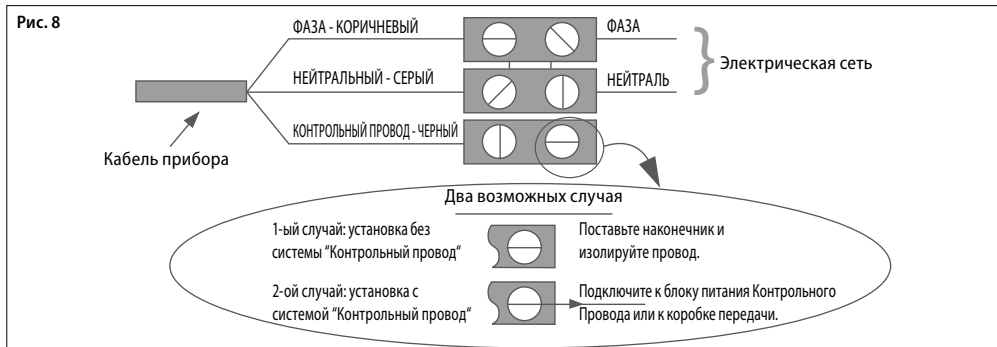 Рис. 8
ФАЗА - КОРИЧНЕВЫЙ
ФАЗА
Электрическая сеть
НЕЙТРАЛЬНЫЙ - СЕРЫЙ
НЕЙТРАЛЬ
КОНТРОЛЬНЫЙ ПРОВОД - ЧЕРНЫЙ
Кабель прибора
Два возможных случая
1-ый случай: установка без
системы “Контрольный провод“
Поставьте наконечник и
изолируйте провод.
2-ой случай: установка с
системой “Контрольный провод“
Подключите к блоку питания Контрольного
Провода или к коробке передачи.